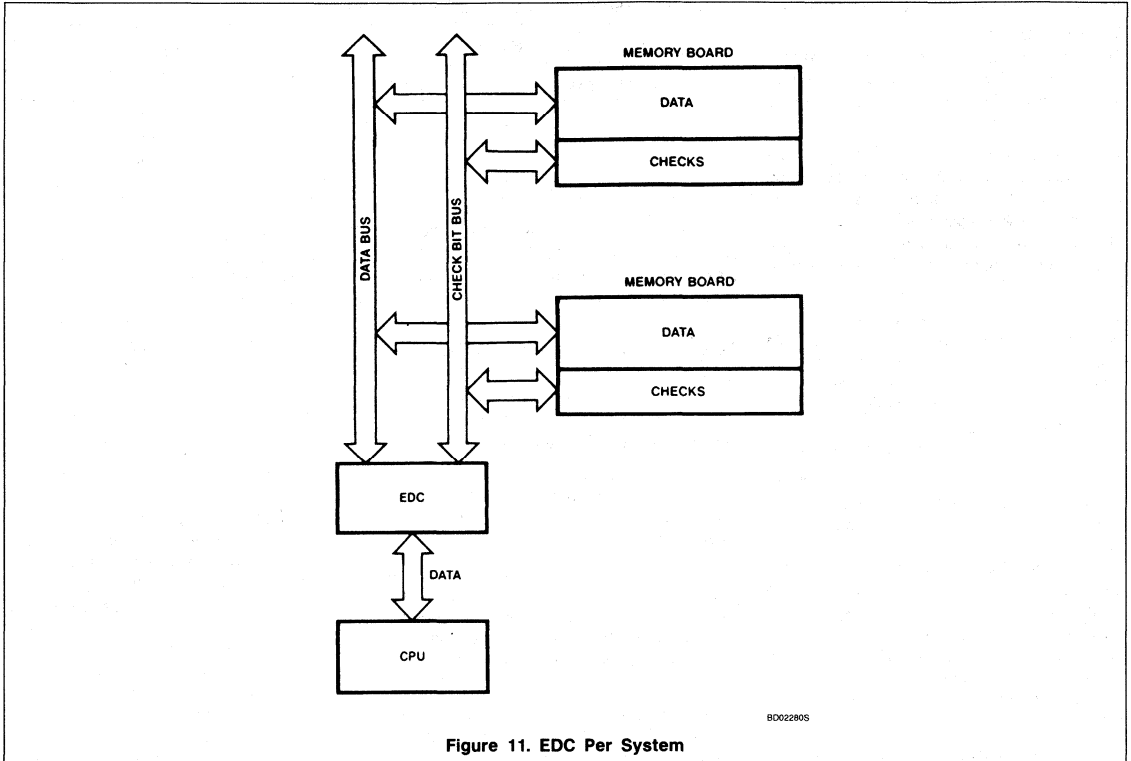 MEMORY BOARD
DATA
CHECKS
DATA BUS
CHECK BIT BUS
MEMORY BOARD
DATA
CHECKS
EDC
DATA
CPU
BD02280S
Figure 11. EDC Per System